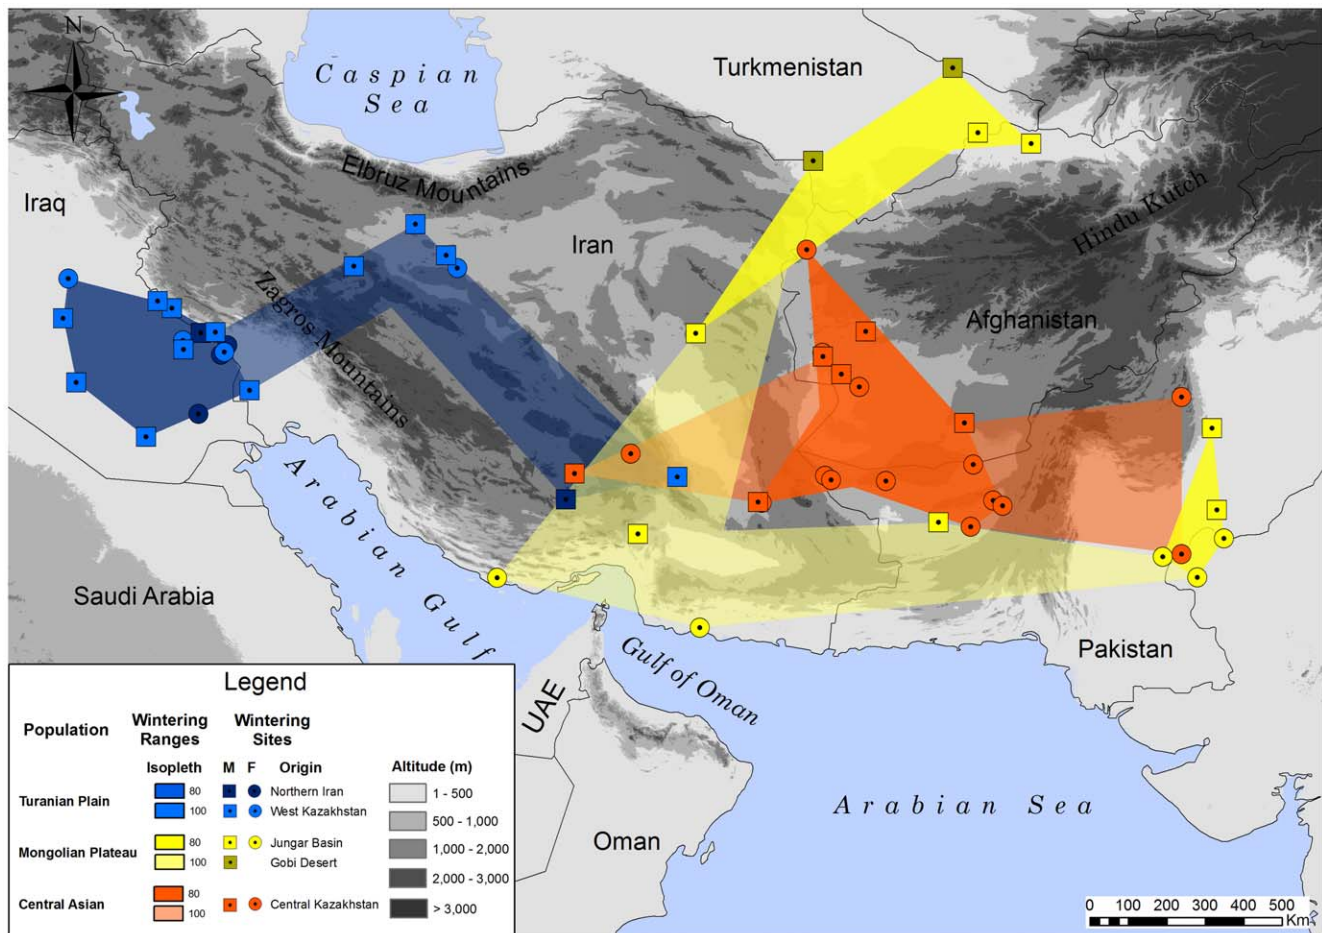 N
Caspian
Sea
Turkmenistan
Elbruz Mountains
Iraq
Iran
Hindu Kutch
Zagros Mountains
Afghanistan
Arabian Gulf
Saudi Arabia
Gulf of Oman
Pakistan
UAE
Oman
Arabian Sea
Legend
Population
Wintering
Ranges
Wintering
Sites
Isopleth
M F Origin
Altitude (m)
Turanian Plain
80
100
Northern Iran
West Kazakhstan
Mongolian Plateau
80
100
Jungar Basin
Gobi Desert
Central Asian
80
100
Central Kazakhstan
1 - 500
500 - 1,000
1,000 - 2,000
2,000 - 3,000
> 3,000
0 100 200 300 400 500
Km